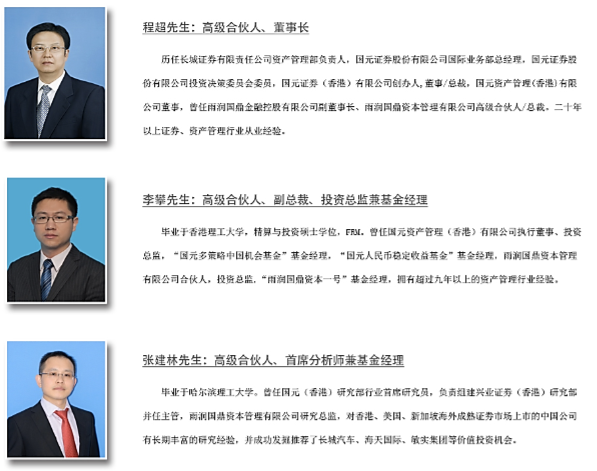 程超先生：高级合伙人、董事长
历任长城证券有限责任公司资产管理部负责人，国元证券股份有限公司国际业务部总经理，国元证券股
份有限公司投资决策委员会委员，国元证券（香港）有限公司创办人,董事/总裁，国元资产管理(香港)有限
公司董事，曾任雨润国鼎金融控股有限公司副董事长、雨润国鼎资本管理有限公司高级合伙人/总裁。二十年
以上证券、资产管理行业从业经验。
李攀先生：高级合伙人、副总裁、投资总监兼基金经理
毕业于香港理工大学，精算与投资硕士学位，FRM。曾任国元资产管理（香港）有限公司执行董事、投资
总监，“国元多策略中国机会基金”基金经理，“国元人民币稳定收益基金”基金经理，雨润国鼎资本管理
有限公司合伙人，投资总监，“雨润国鼎资本一号”基金经理，拥有超过九年以上的资产管理行业经验。
张建林先生：高级合伙人、首席分析师兼基金经理
毕业于哈尔滨理工大学。曾任国元（香港）研究部行业首席研究员，负责组建兴业证券（香港）研究部
并任主管，雨润国鼎资本管理有限公司研究总监，对香港、美国、新加坡海外成熟证券市场上市的中国公司
有长期丰富的研究经验，并成功发掘推荐了长城汽车、海天国际、敏实集团等价值投资机会。